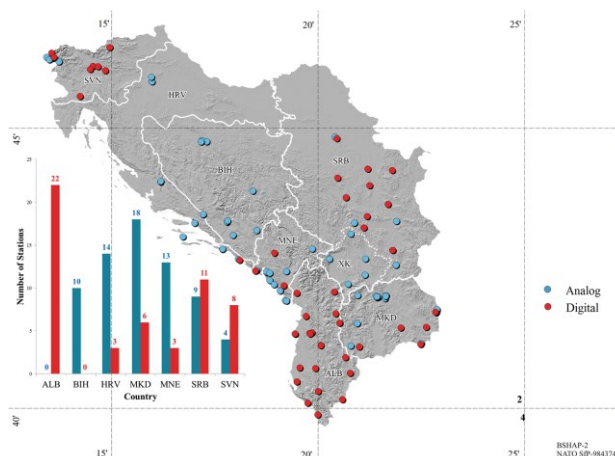 15' 20' 25'
SVN
HRV
45' 45'
SRB
BIH
MNE
XK
MKD
ALB
Analog
Digital
Number of Stations
25
20
15
10
5
0
0 22 10 0 14 3 18 6 13 3 9 11 4 8
ALB BIH HRV MKD MNE SRB SVN
Country
40' 40'
2
4
15' 20' 25'
BSHAP-2